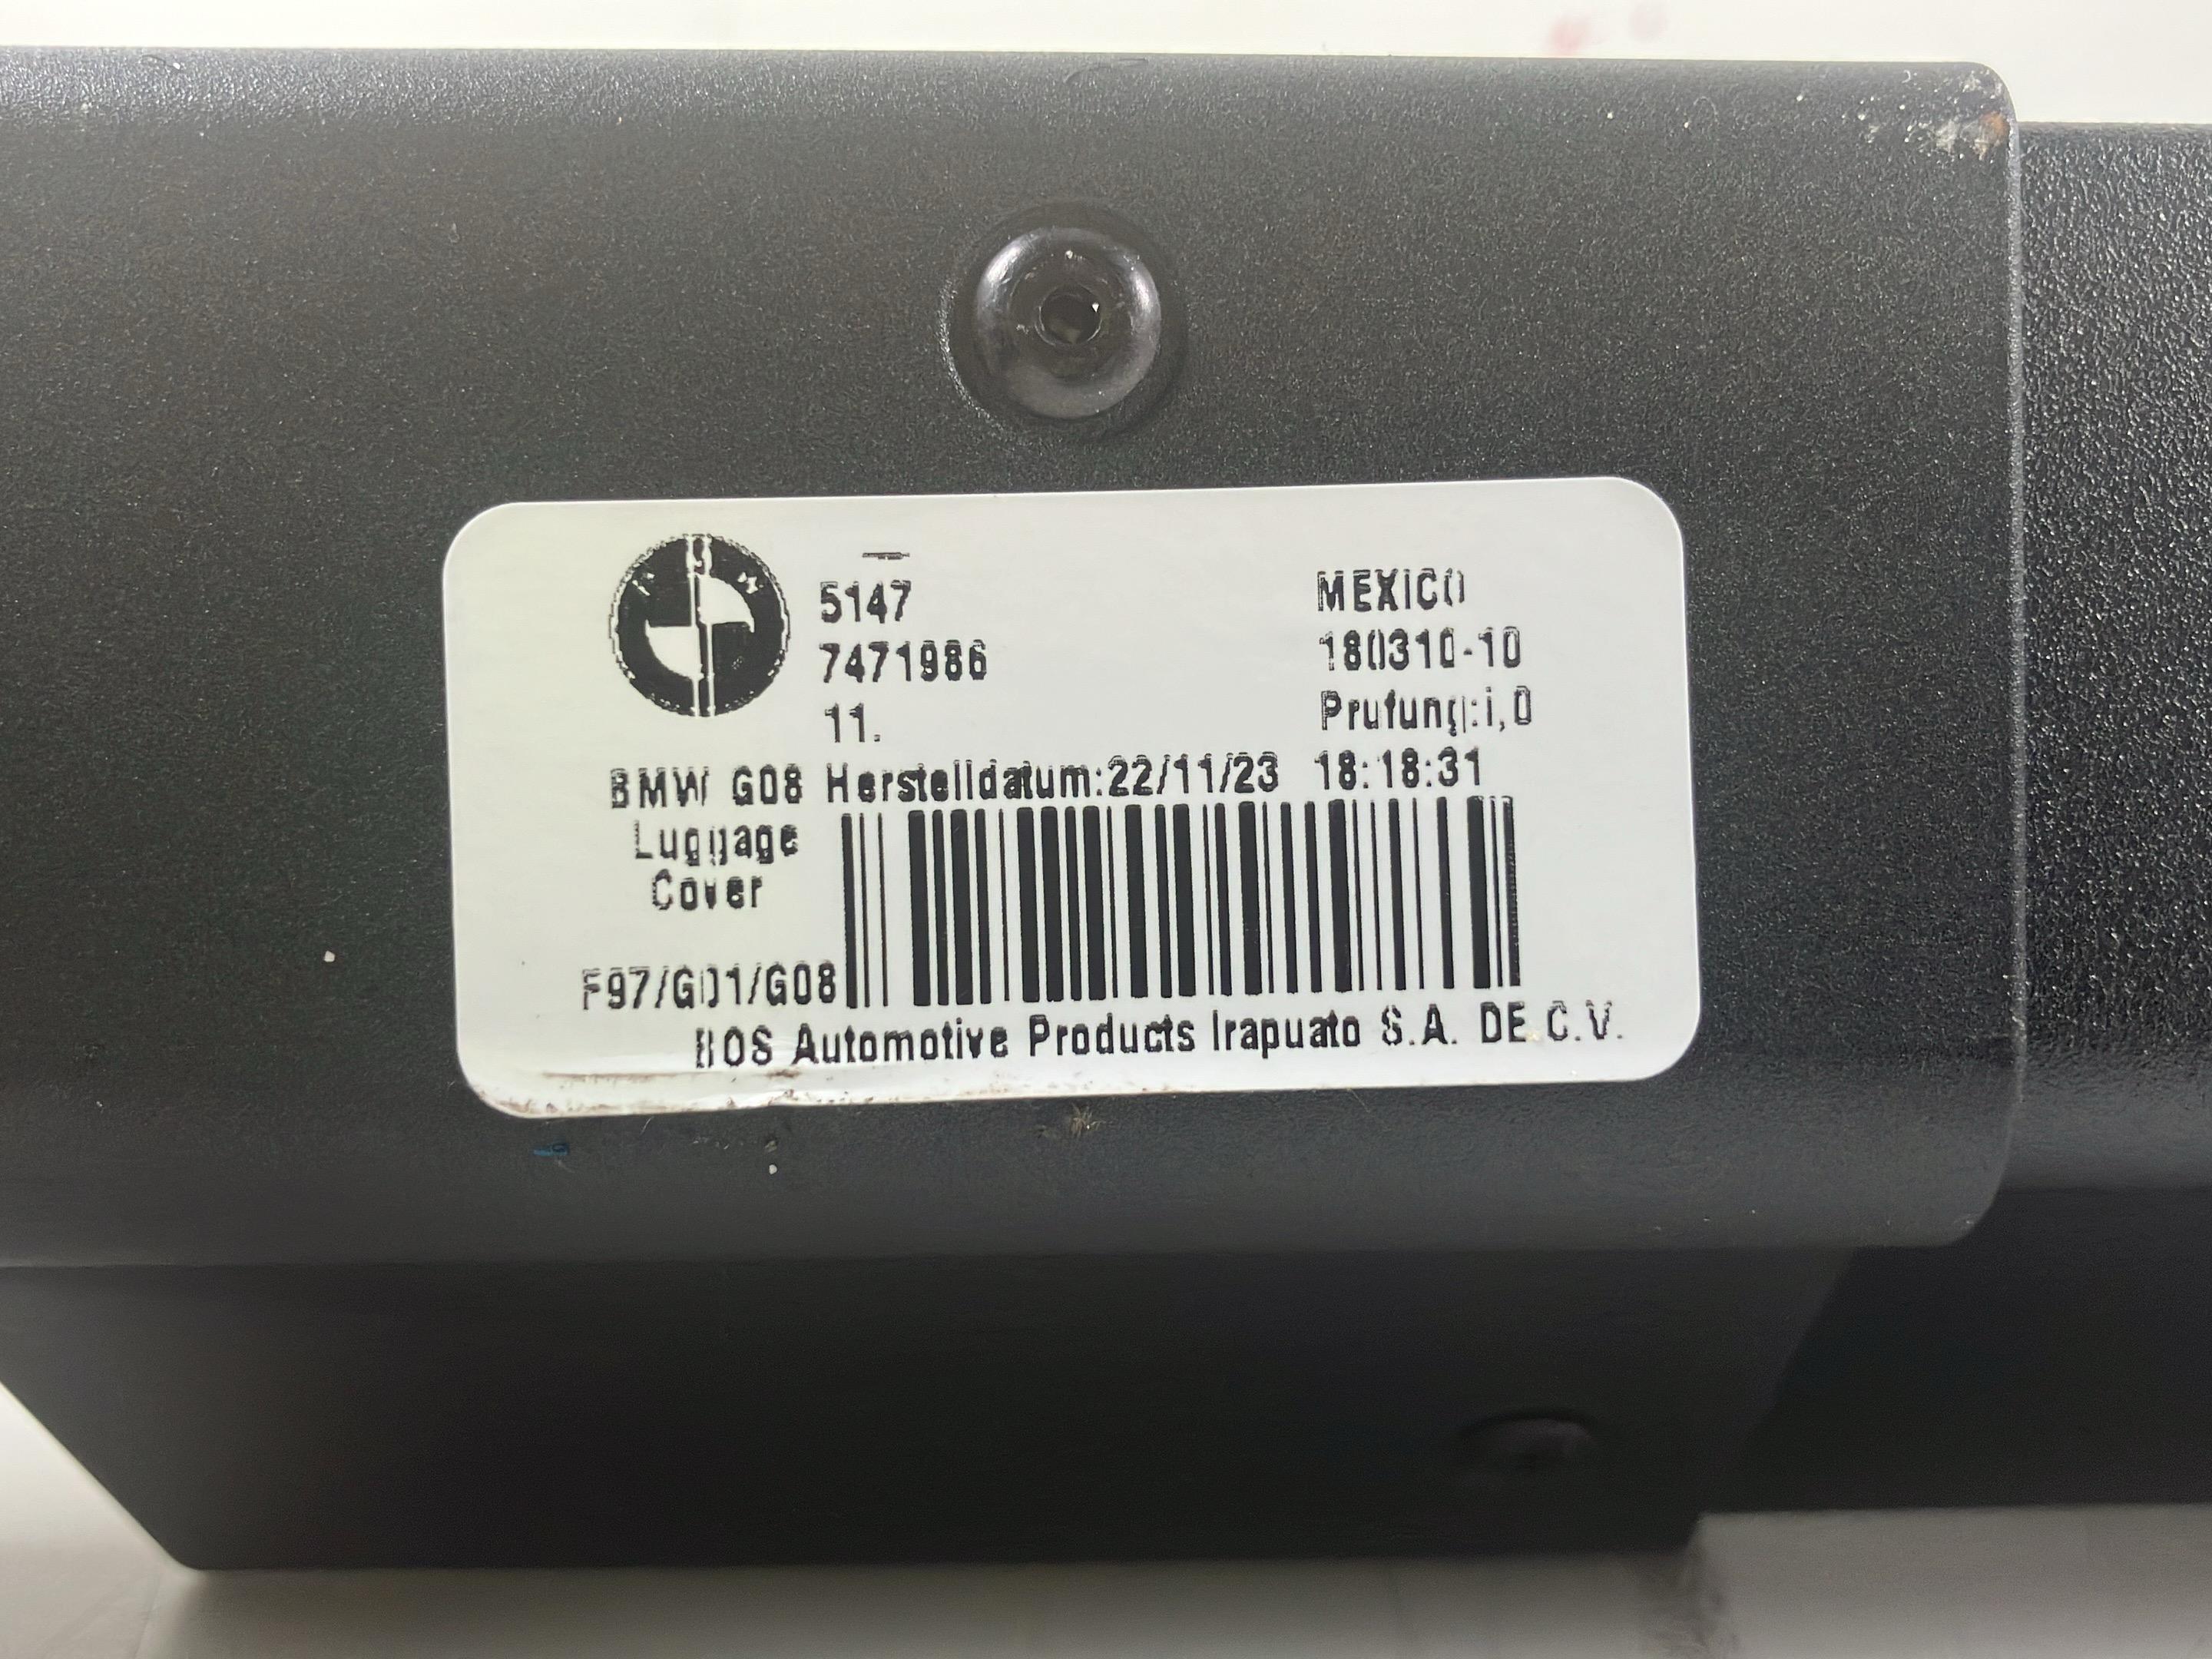 BMW
5147
7471986
11.
MEXICO
180310-10
Prufung:i,0
BMW G08 Herstelldatum:22/11/23 18:18:31
Luggage
Cover
F97/G01/G08
BOS Automotive Products Irapuato S.A. DE C.V.